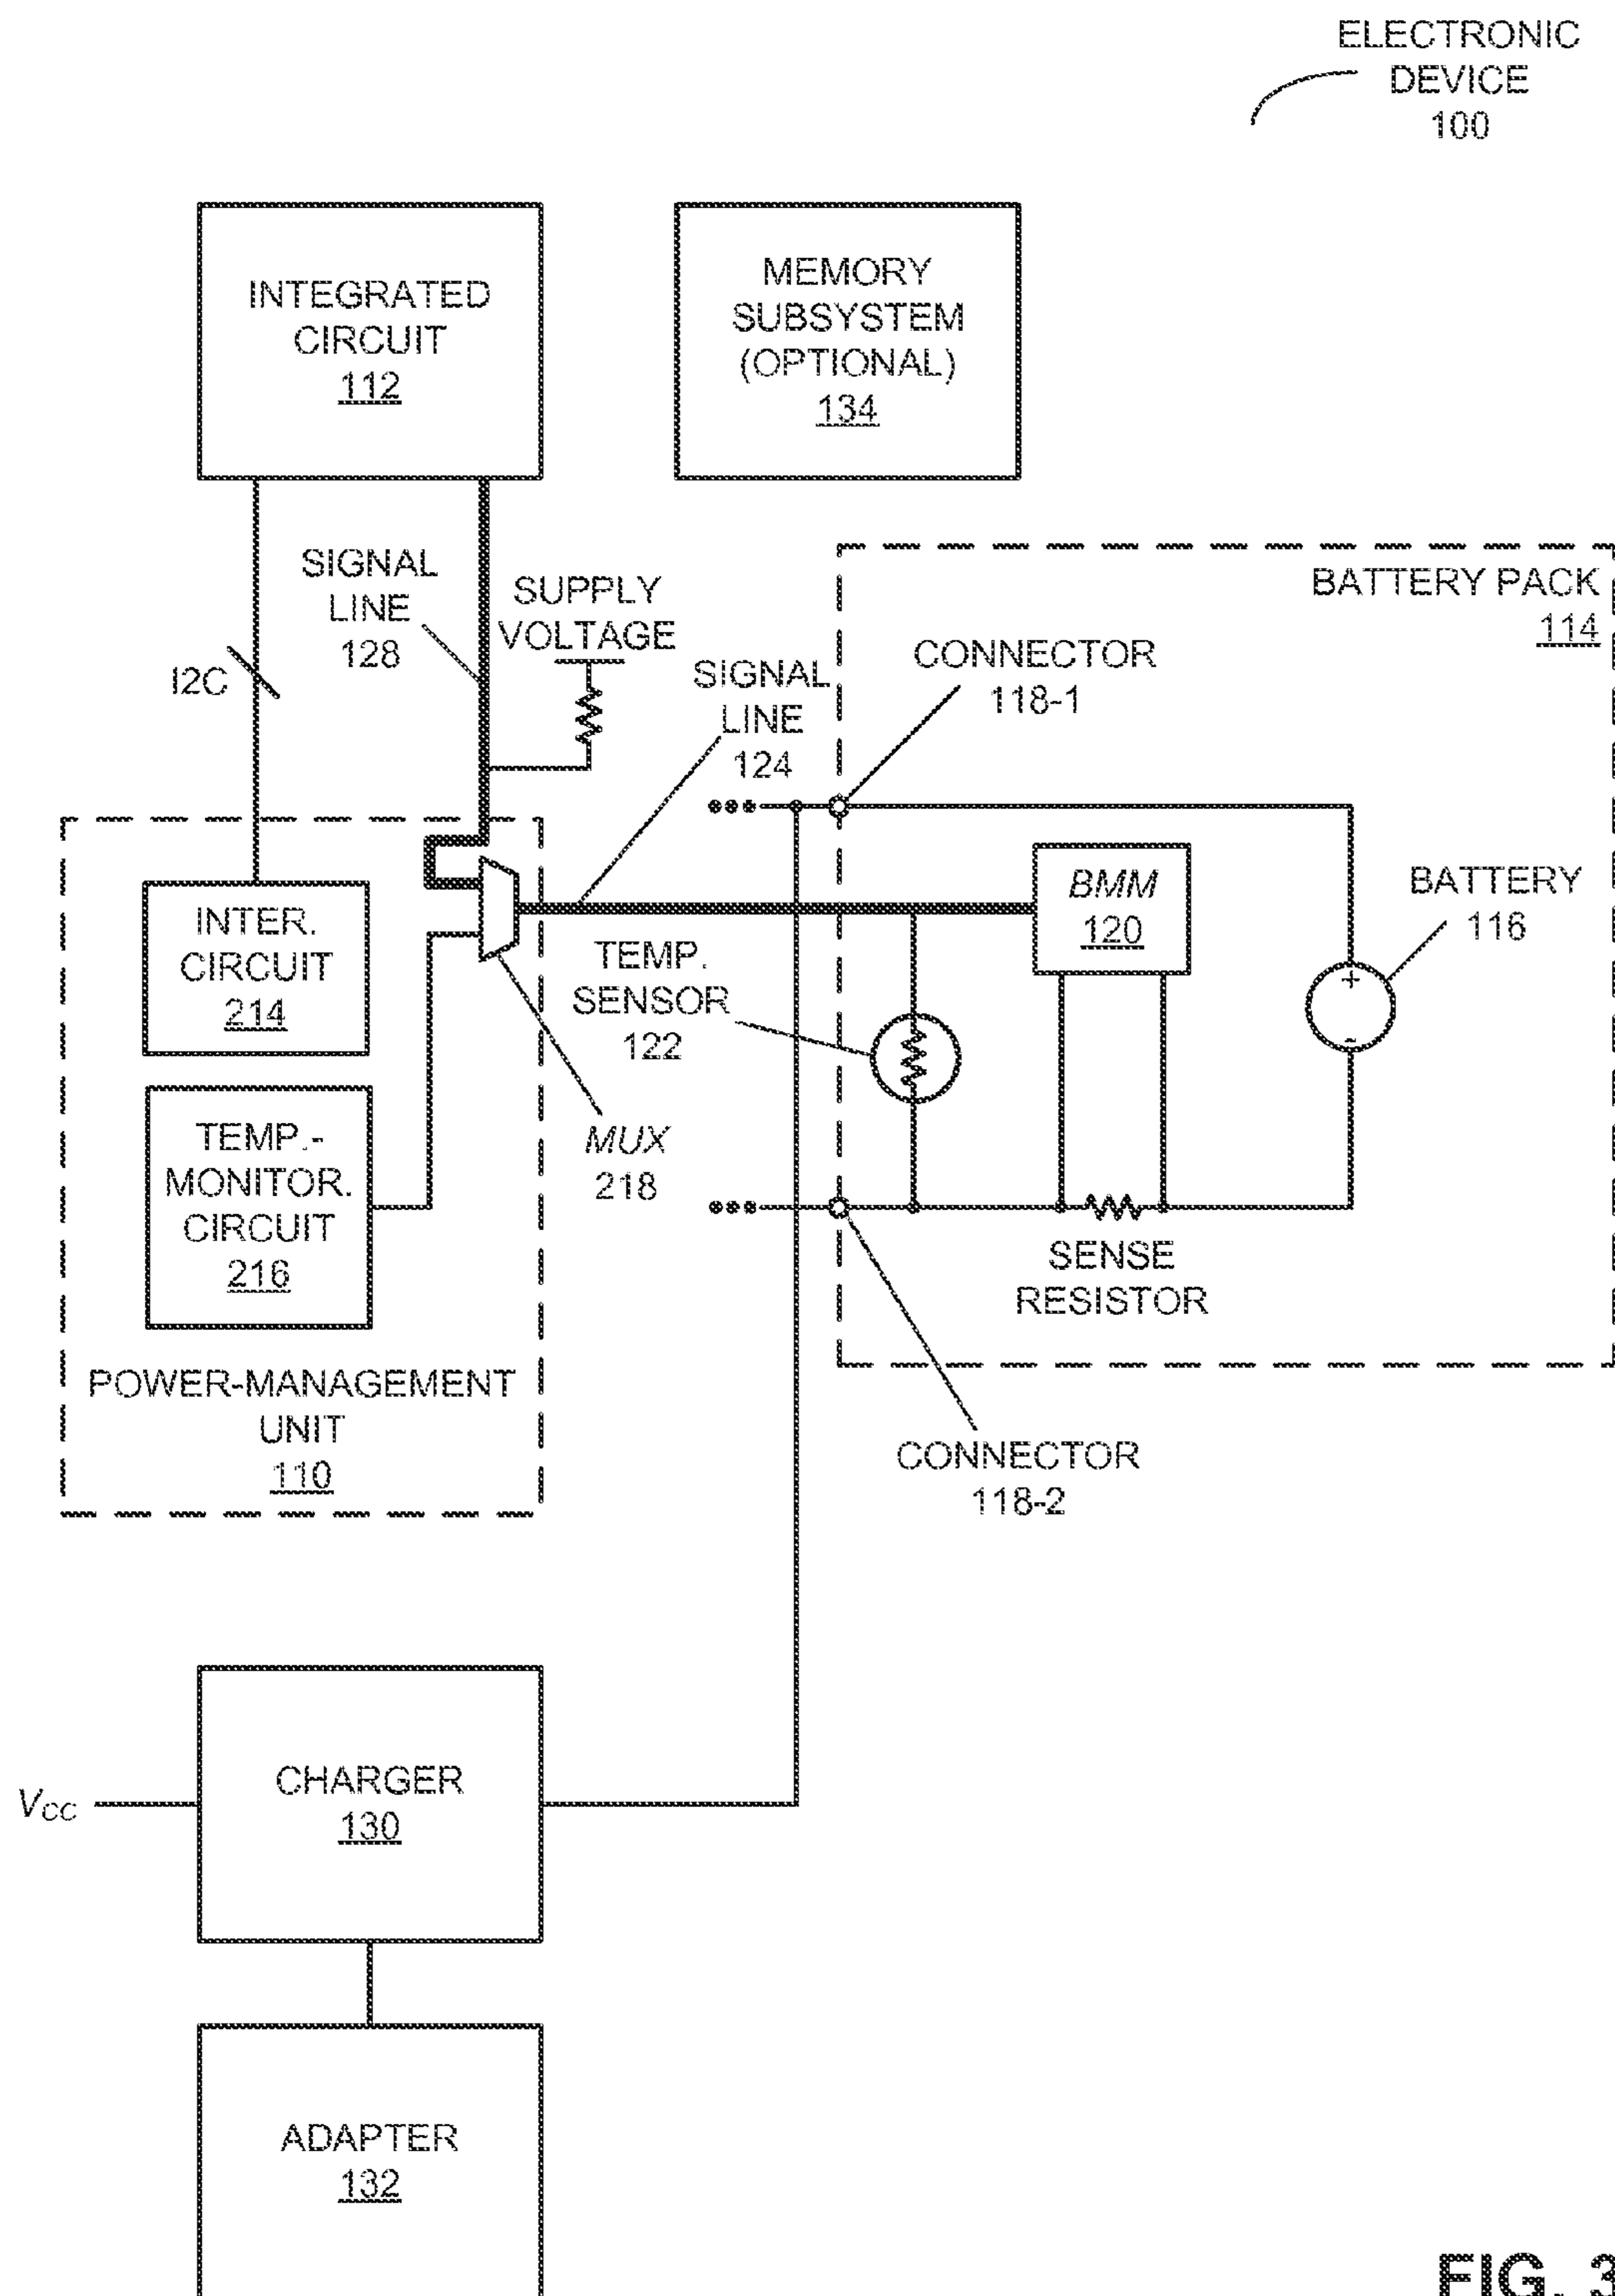 ELECTRONIC
DEVICE
100
INTEGRATED
CIRCUIT
112
MEMORY
SUBSYSTEM
(OPTIONAL)
134
SIGNAL
LINE
128
I2C
SUPPLY
VOLTAGE
SIGNAL
LINE
124
CONNECTOR
118-1
BATTERY PACK
114
INTER.
CIRCUIT
214
TEMP.
SENSOR
122
BMM
120
BATTERY
116
+
-
TEMP.-
MONITOR.
CIRCUIT
216
MUX
218
SENSE
RESISTOR
POWER-MANAGEMENT
UNIT
110
CONNECTOR
118-2
VCC
CHARGER
130
ADAPTER
132
FIG. 3